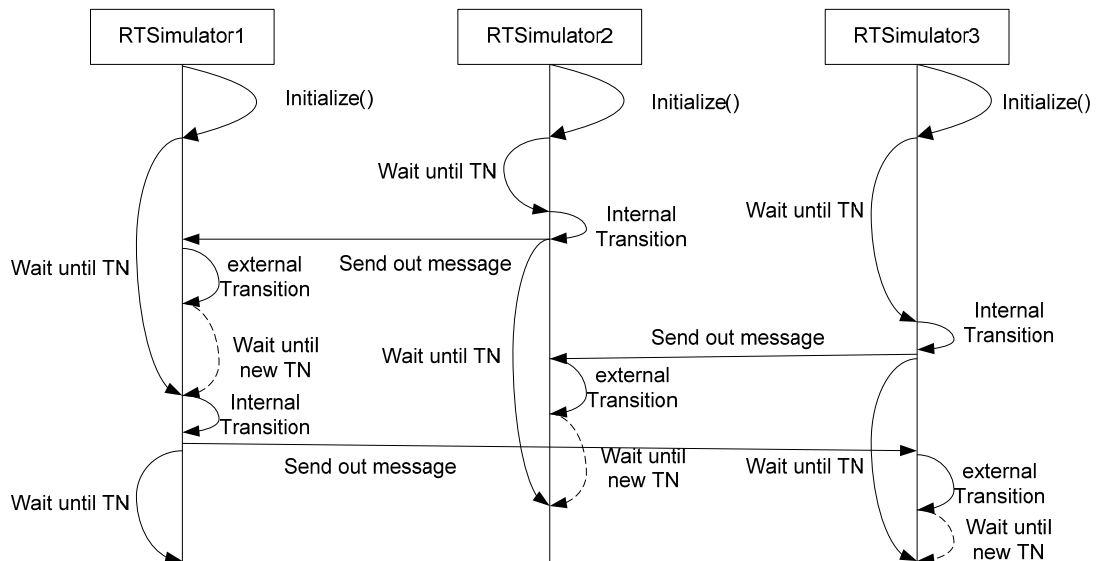 RTSimulator1
RTSimulator2
RTSimulator3
Initialize()
Initialize()
Initialize()
Wait until TN
Wait until TN
Internal
Transition
Wait until TN
Send out message
external
Transition
Wait until TN
Internal
Transition
Send out message
Wait until
new TN
Wait until TN
external
Transition
Internal
Transition
Send out message
Wait until
new TN
Wait until TN
external
Transition
Wait until TN
Wait until
new TN